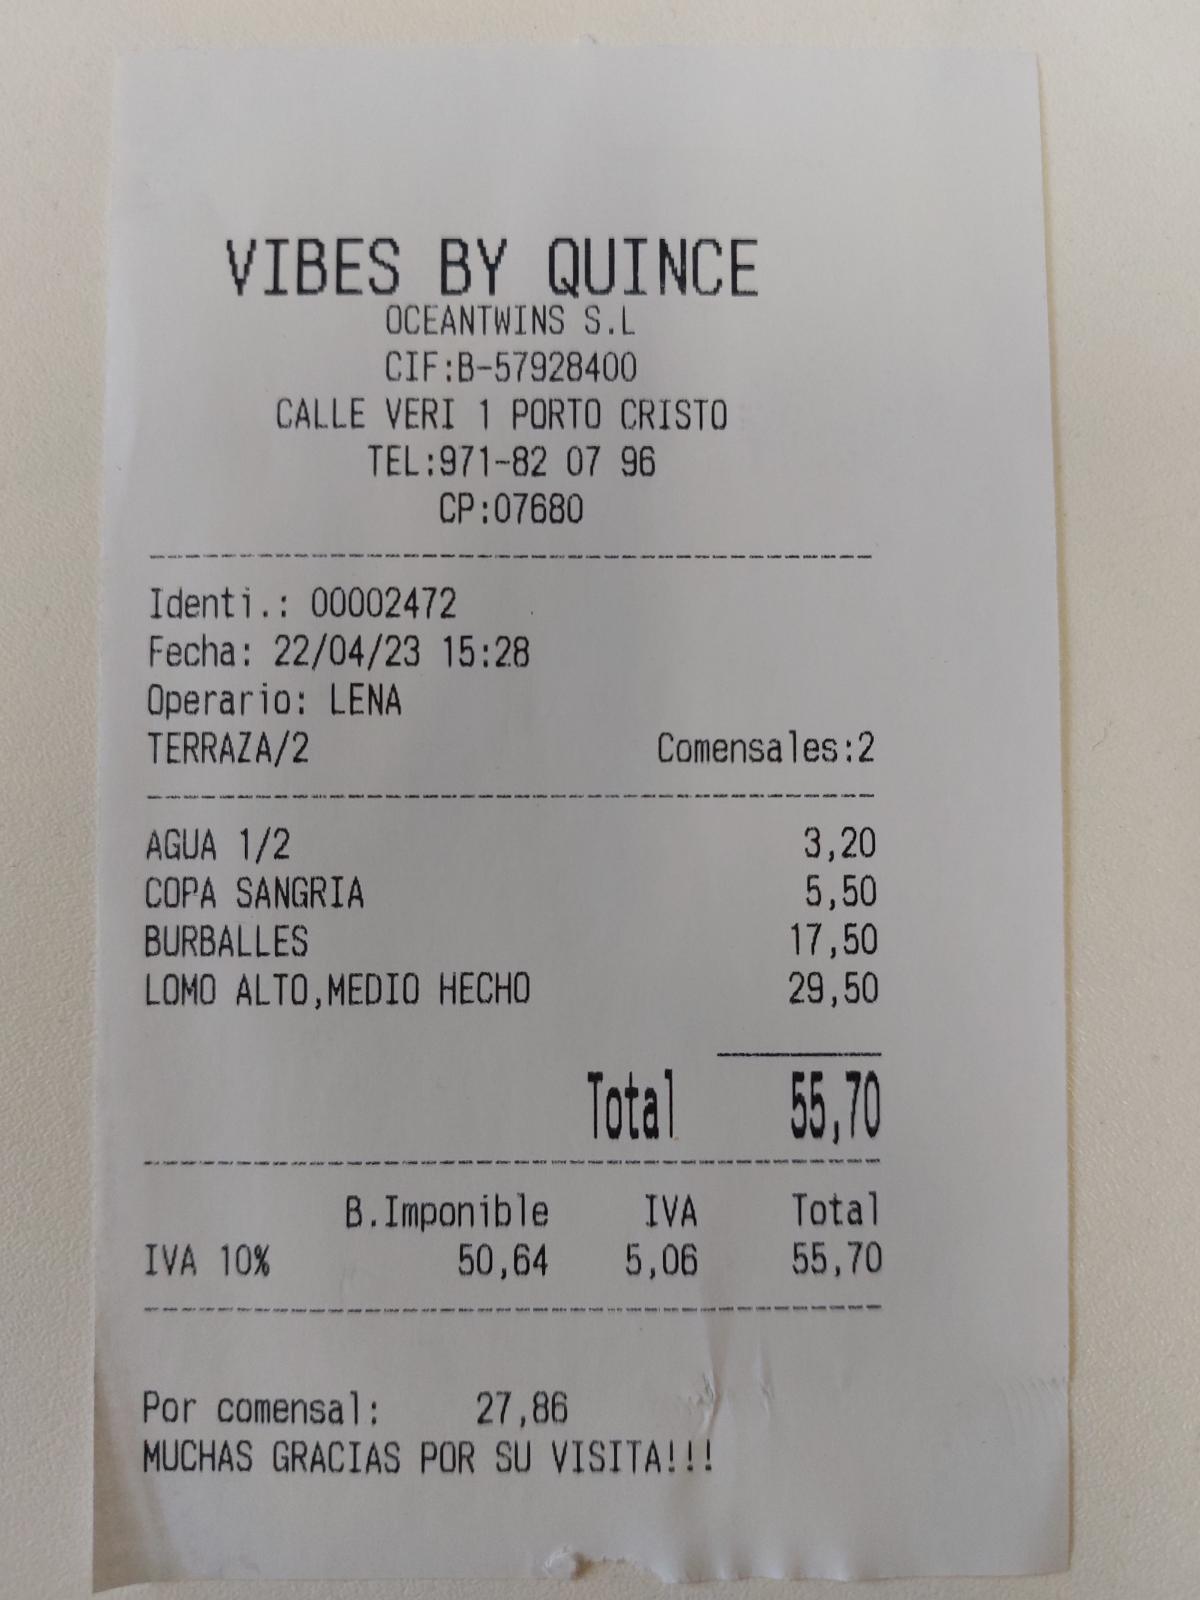 VIBES BY QUINCE
OCEANTWINS S.L
CIF:B-57928400
CALLE VERI 1 PORTO CRISTO
TEL:971-82 07 96
CP:07680
Identi.: 00002472
Fecha: 22/04/23 15:28
Operario: LENA
TERRAZA/2 Comensales:2
AGUA 1/2 3,20
COPA SANGRIA 5,50
BURBALLES 17,50
LOMO ALTO,MEDIO HECHO 29,50
Total 55,70
B.Imponible IVA Total
IVA 10% 50,64 5,06 55,70
Por comensal: 27,86
MUCHAS GRACIAS POR SU VISITA!!!